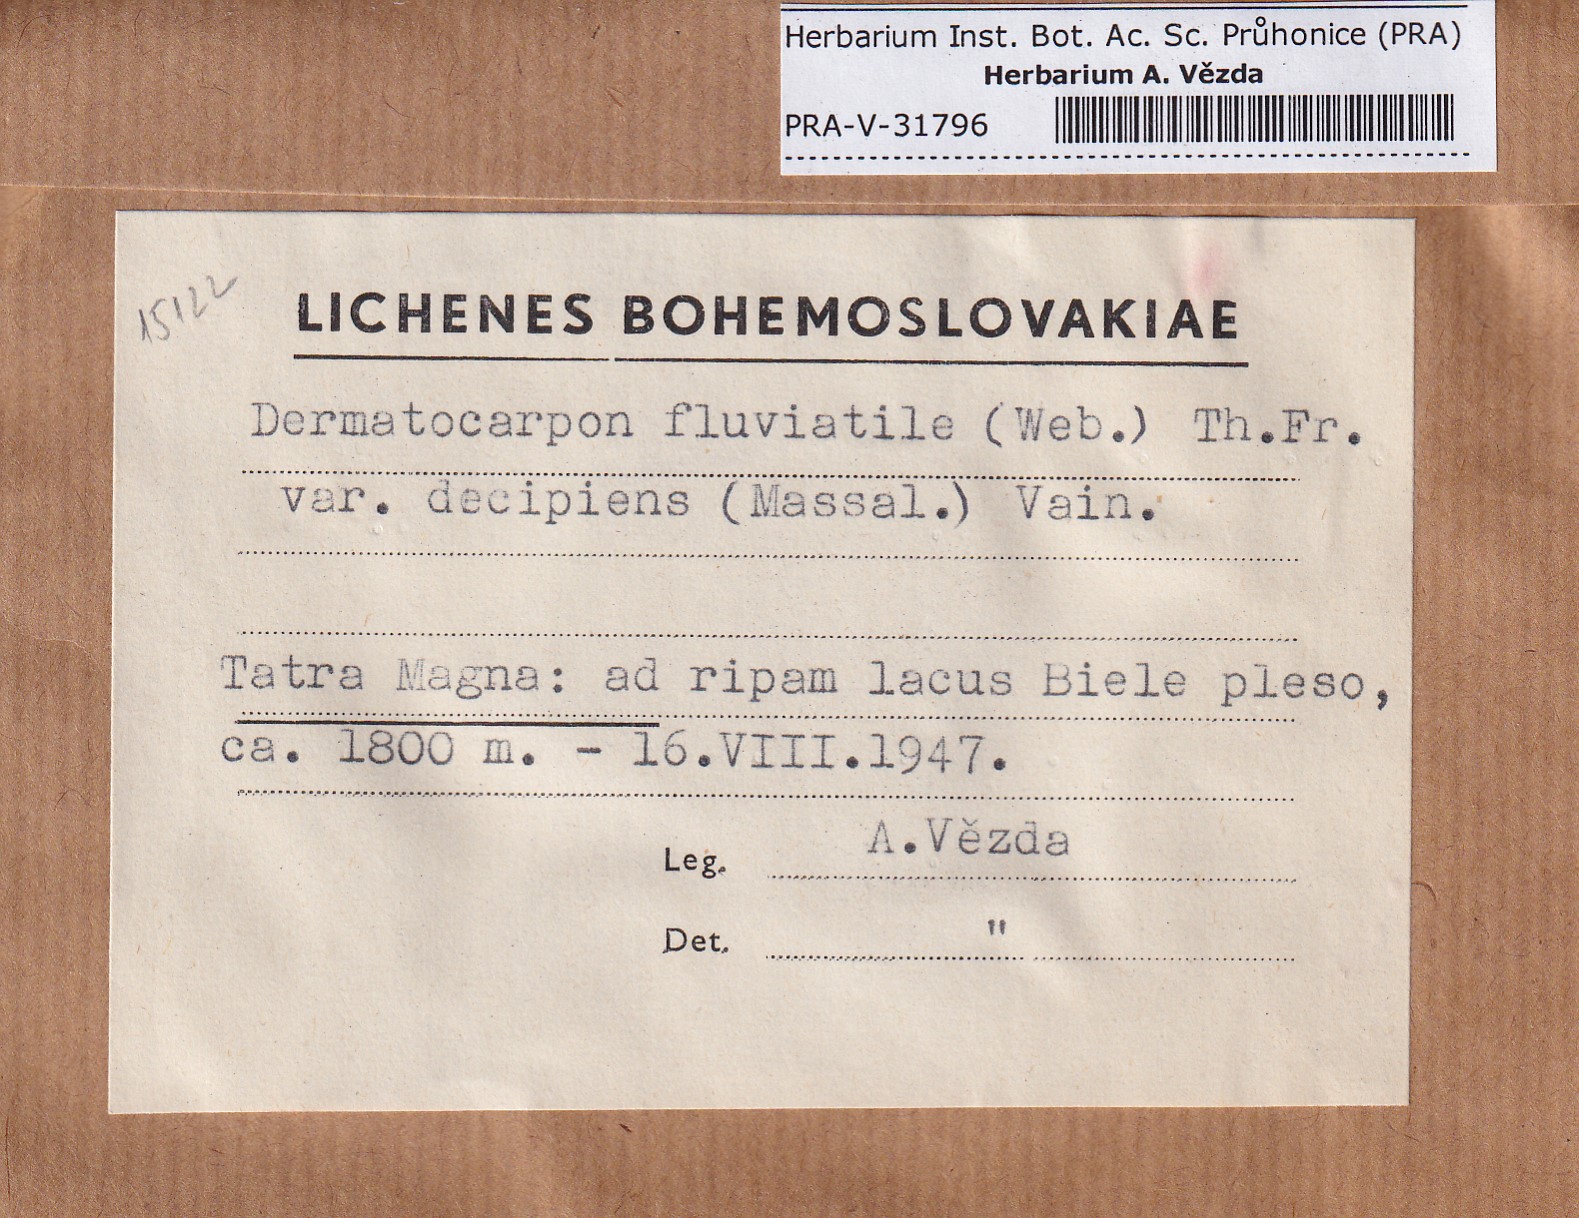 Herbarium Inst. Bot. Ac. Sc. Průhonice (PRA)
Herbarium A. Vězda
PRA-V-31796
15122
LICHENES BOHEMOSLOVAKIAE
Dermatocarpon fluviatile (Web.) Th.Fr.
var. decipiens (Massal.) Vain.
Tatra Magna: ad ripam lacus Biele pleso,
ca. 1800 m. - 16.VIII.1947.
Leg. A.Vězda
Det. "